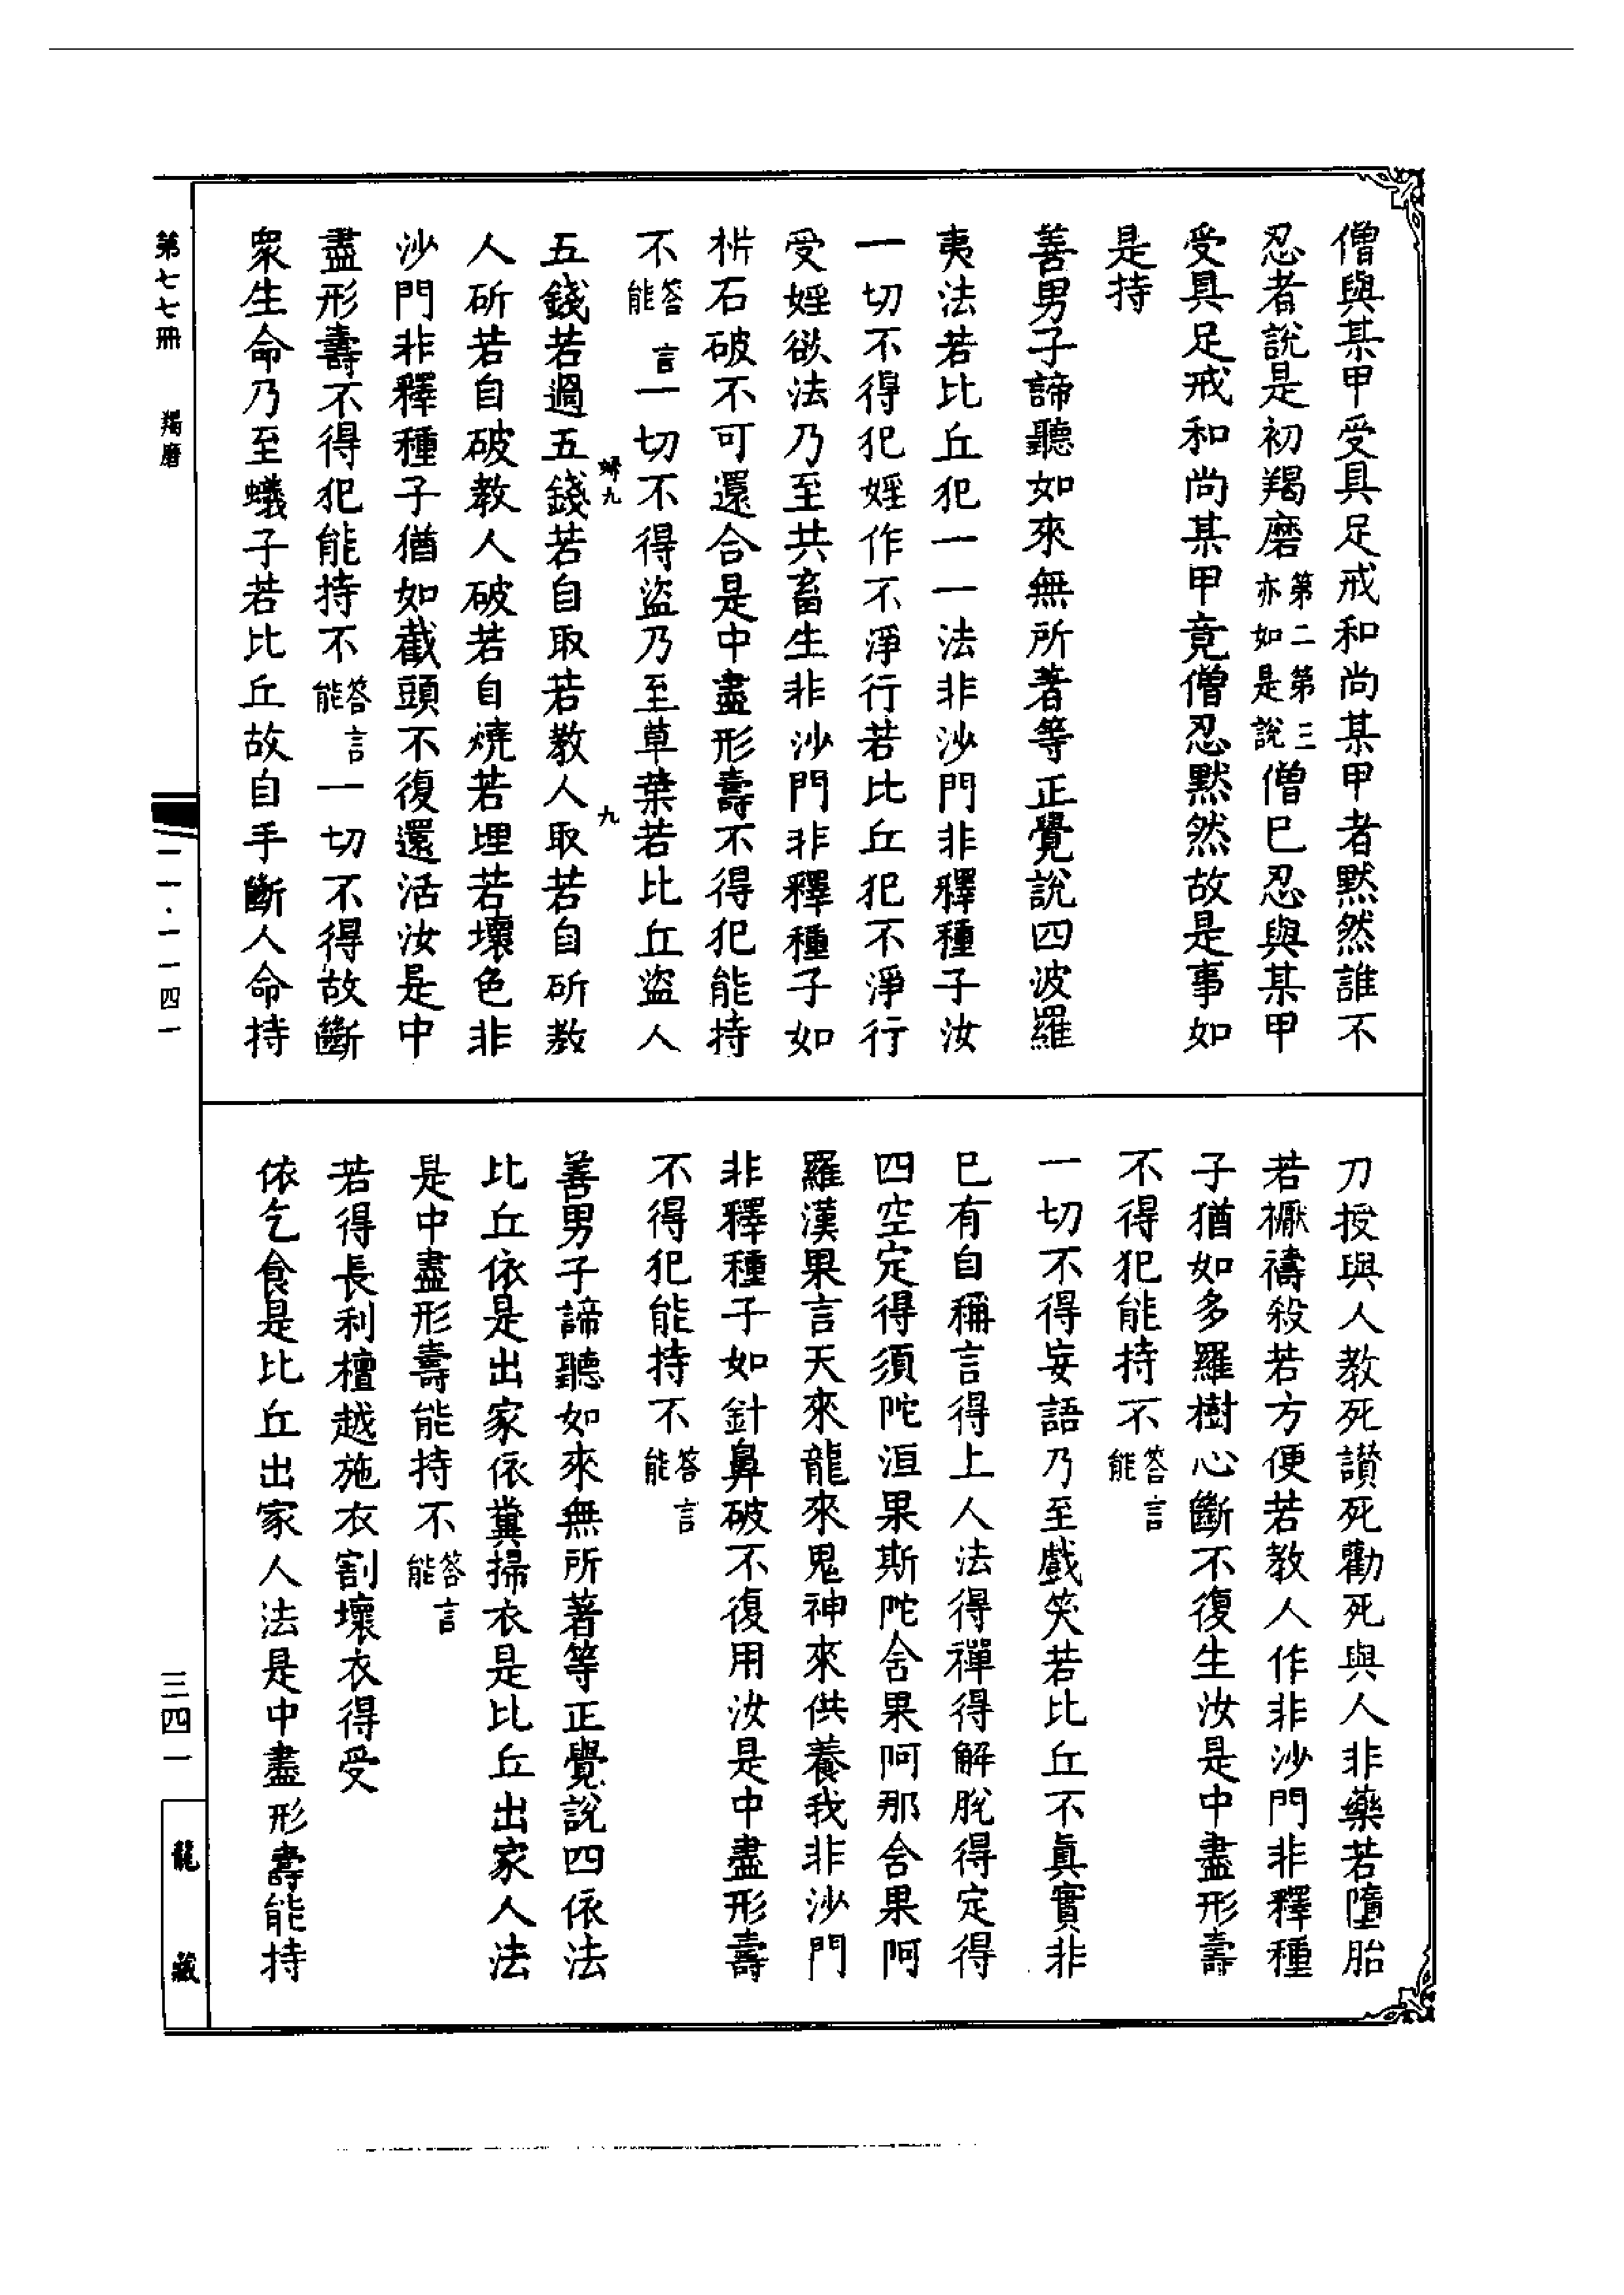 僧與某甲受具足戒和尚某甲者默然誰不
忍者說是初羯磨第二第三亦如是說僧巳忍與某甲
受具足戒和尚某甲竟僧忍默然故是事如
是持
善男子諦聽如來無所著等正覺說四波羅
夷法若比丘犯一一法非沙門非釋種子汝
一切不得犯婬作不淨行若比丘犯不淨行
受婬欲法乃至共畜生非沙門非釋種子如
枿石破不可還合是中盡形壽不得犯能持
不答言能一切不得盜乃至草葉若比丘盜人
婦九
九
五錢若過五錢若自取若教人取若自斫教
人斫若自破教人破若自燒若埋若壞色非
沙門非釋種子猶如截頭不復還活汝是中
盡形壽不得犯能持不答言能一切不得故斷
衆生命乃至蟻子若比丘故自手斷人命持
刀授與人教死讚死勸死與人非藥若墮胎
若禰禱殺若方便若教人作非沙門非釋種
子猶如多羅樹心斷不復生汝是中盡形壽
不得犯能持不答言能
一切不得妄語乃至戲笑若比丘不眞實非
巳有自稱言得上人法得禪得解脫得定得
四空定得須陀洹果斯陀含果阿那含果阿
羅漢果言天來龍來鬼神來供養我非沙門
非釋種子如針鼻破不復用汝是中盡形壽
不得犯能持不答言能
善男子諦聽如來無所著等正覺說四依法
比丘依是出家依糞掃衣是比丘出家人法
是中盡形壽能持不答言能
若得長利檀越施衣割壞衣得受
依乞食是比丘出家人法是中盡形壽能持
第七七冊 羯磨
一一·一一四一
三四一
龍藏